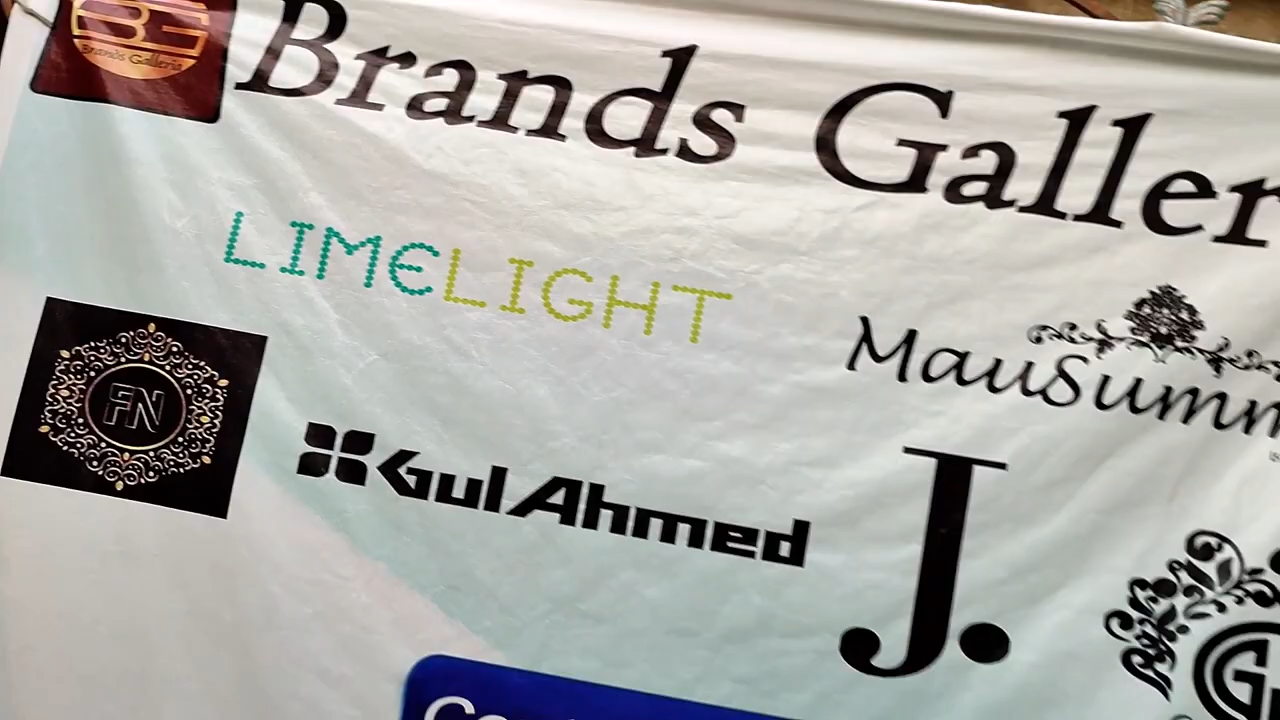 BG
Brands Galleria
Brands Galler
LIMELIGHT
MauSumm
FN
GulAhmed
J.
G